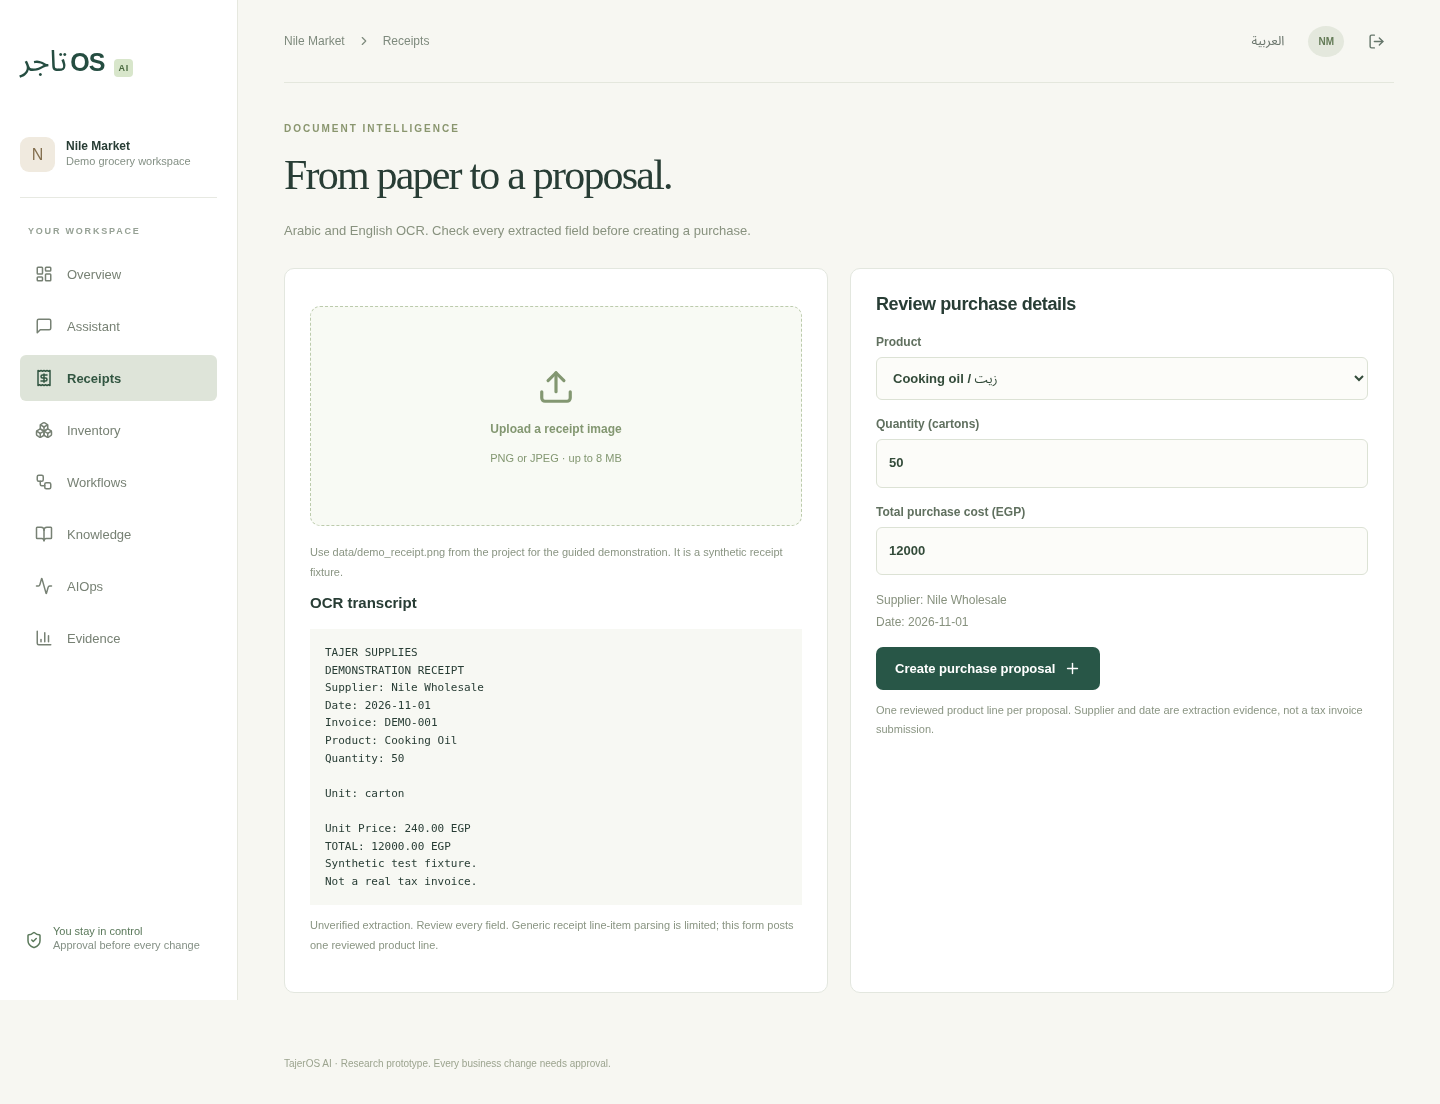 تاجر OS AI
Nile Market
Demo grocery workspace
YOUR WORKSPACE
Overview
Assistant
Receipts
Inventory
Workflows
Knowledge
AIOps
Evidence
You stay in control
Approval before every change
Nile Market > Receipts
العربية
NM
DOCUMENT INTELLIGENCE
From paper to a proposal.
Arabic and English OCR. Check every extracted field before creating a purchase.
Upload a receipt image
PNG or JPEG · up to 8 MB
Use data/demo_receipt.png from the project for the guided demonstration. It is a synthetic receipt
fixture.
OCR transcript
TAJER SUPPLIES
DEMONSTRATION RECEIPT
Supplier: Nile Wholesale
Date: 2026-11-01
Invoice: DEMO-001
Product: Cooking Oil
Quantity: 50
Unit: carton
Unit Price: 240.00 EGP
TOTAL: 12000.00 EGP
Synthetic test fixture.
Not a real tax invoice.
Unverified extraction. Review every field. Generic receipt line-item parsing is limited; this form posts
one reviewed product line.
Review purchase details
Product
Cooking oil / زيت
Quantity (cartons)
50
Total purchase cost (EGP)
12000
Supplier: Nile Wholesale
Date: 2026-11-01
Create purchase proposal
One reviewed product line per proposal. Supplier and date are extraction evidence, not a tax invoice
submission.
TajerOS AI · Research prototype. Every business change needs approval.